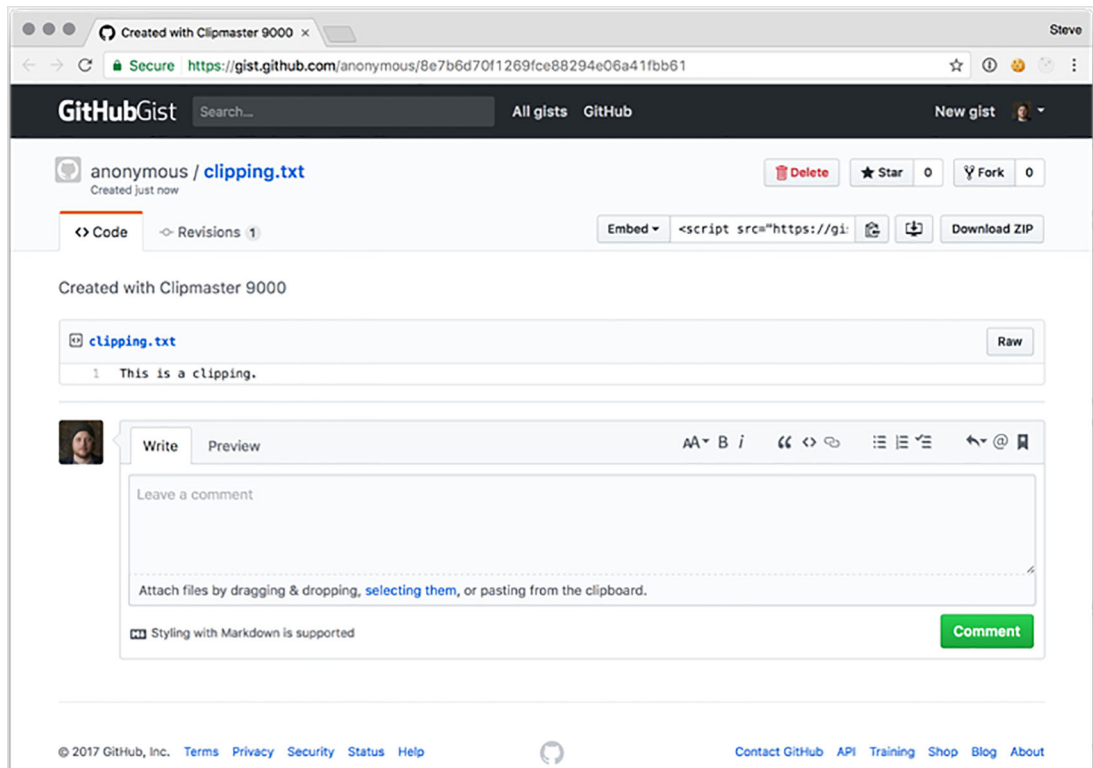 Created with Clipmaster 9000 ×
Steve
Secure https://gist.github.com/anonymous/8e7b6d70f1269fce88294e06a41fbb61
GitHubGist Search... All gists GitHub New gist
anonymous / clipping.txt Delete Star 0 Fork 0
Created just now
Code Revisions 1 Embed <script src="https://gi: Download ZIP
Created with Clipmaster 9000
clipping.txt Raw
1 This is a clipping.
Write Preview AA B i “ <> @
Leave a comment
Attach files by dragging & dropping, selecting them, or pasting from the clipboard.
Styling with Markdown is supported Comment
© 2017 GitHub, Inc. Terms Privacy Security Status Help Contact GitHub API Training Shop Blog About